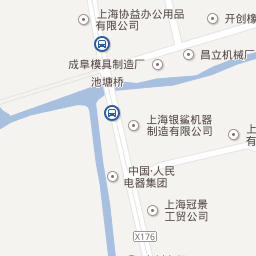 上海协益办公用品
有限公司
开创橡
昌立机械厂
成阜模具制造厂
池塘桥
上海银鲨机器
制造有限公司
上
有
中国·人民
电器集团
上海冠景
工贸公司
X176